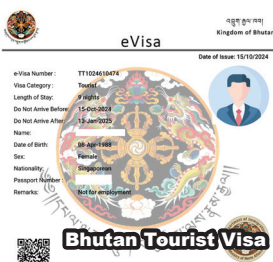 འབྲུག་རྒྱལ་ཁབ།
Kingdom of Bhutan
eVisa
Date of Issue: 15/10/2024
e-Visa Number : TT1024610474
Visa Category : Tourist
Length of Stay: 9 nights
Do Not Arrive Before: 15-Oct-2024
Do Not Arrive After: 13-Jan-2025
Name:
Date of Birth: 08-Apr-1988
Sex: Female
Nationality: Singaporean
Passport Number :
Remarks: Not for employment
Bhutan Tourist Visa